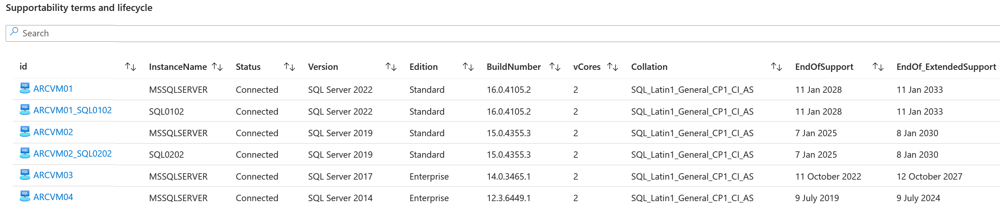 Supportability terms and lifecycle
Search
id InstanceName Status Version Edition BuildNumber vCores Collation EndOfSupport EndOf_ExtendedSupport
SQL ARCVM01 MSSQLSERVER Connected SQL Server 2022 Standard 16.0.4105.2 2 SQL_Latin1_General_CP1_CI_AS 11 Jan 2028 11 Jan 2033
SQL ARCVM01_SQL0102 SQL0102 Connected SQL Server 2022 Standard 16.0.4105.2 2 SQL_Latin1_General_CP1_CI_AS 11 Jan 2028 11 Jan 2033
SQL ARCVM02 MSSQLSERVER Connected SQL Server 2019 Standard 15.0.4355.3 2 SQL_Latin1_General_CP1_CI_AS 7 Jan 2025 8 Jan 2030
SQL ARCVM02_SQL0202 SQL0202 Connected SQL Server 2019 Standard 15.0.4355.3 2 SQL_Latin1_General_CP1_CI_AS 7 Jan 2025 8 Jan 2030
SQL ARCVM03 MSSQLSERVER Connected SQL Server 2017 Enterprise 14.0.3465.1 2 SQL_Latin1_General_CP1_CI_AS 11 October 2022 12 October 2027
SQL ARCVM04 MSSQLSERVER Connected SQL Server 2014 Enterprise 12.3.6449.1 2 SQL_Latin1_General_CP1_CI_AS 9 July 2019 9 July 2024